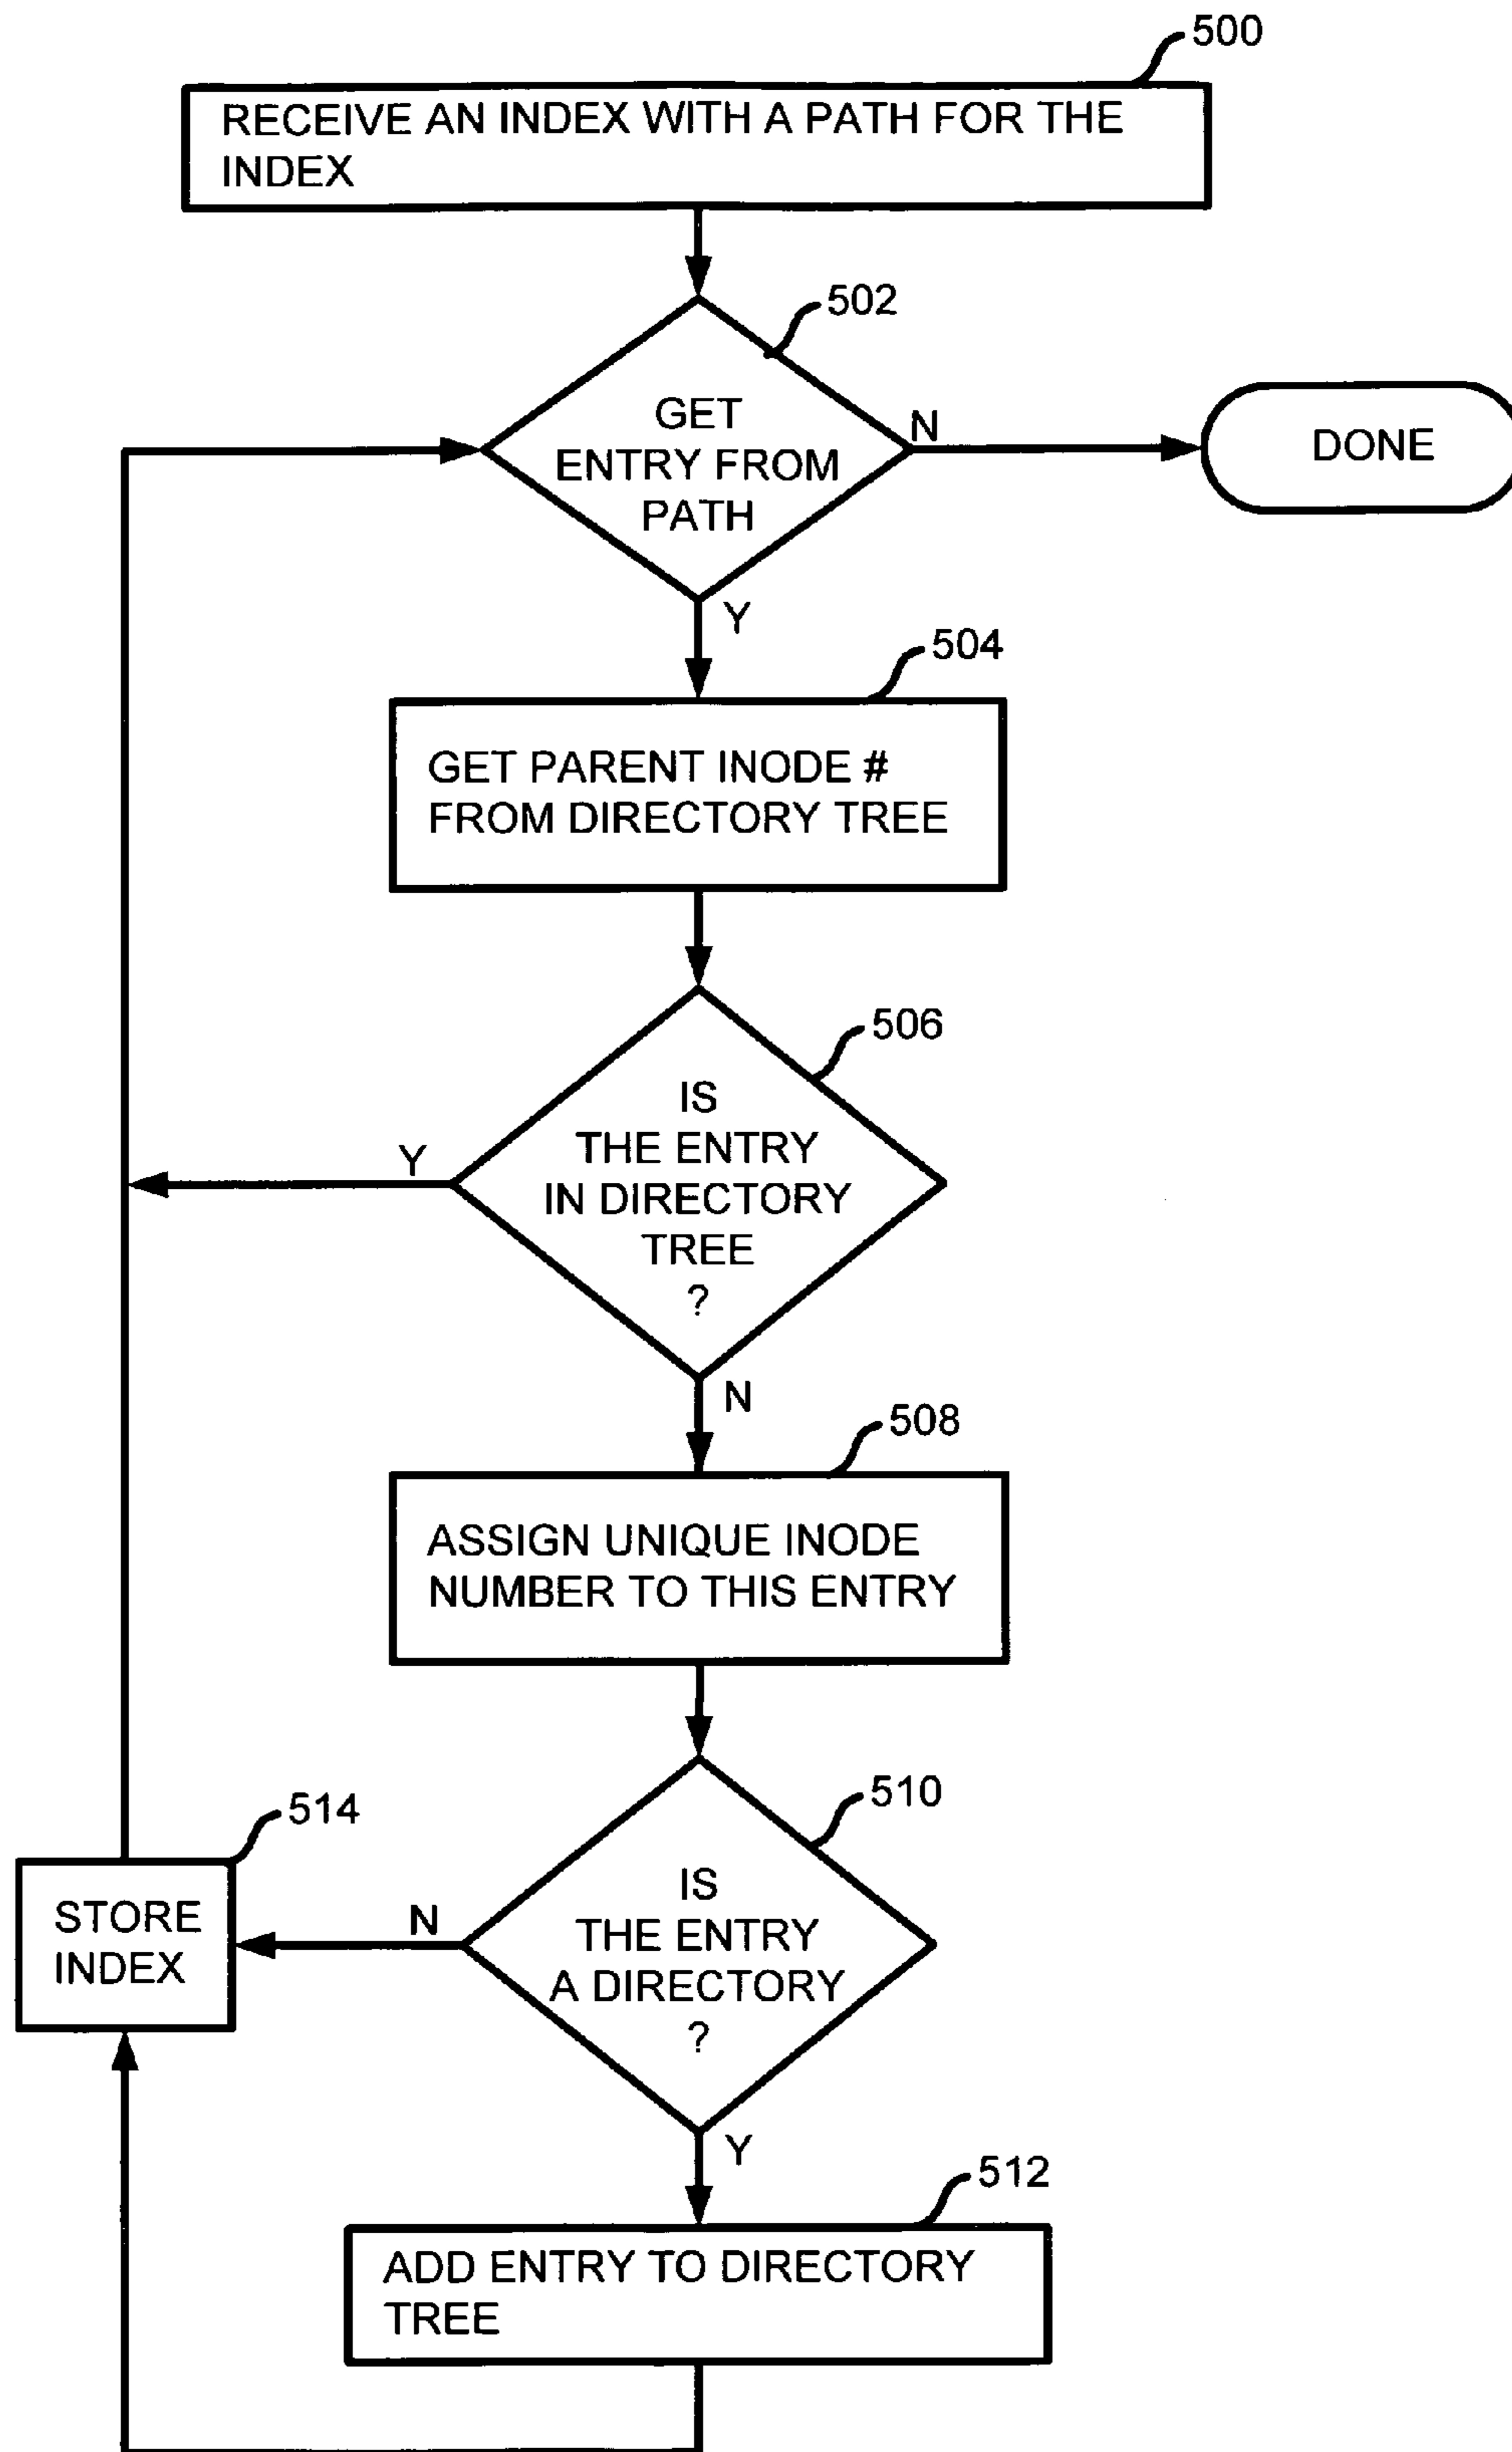 500
RECEIVE AN INDEX WITH A PATH FOR THE
INDEX
502
GET
ENTRY FROM
PATH
N
DONE
Y
504
GET PARENT INODE #
FROM DIRECTORY TREE
506
IS
THE ENTRY
IN DIRECTORY
TREE
?
Y
N
508
ASSIGN UNIQUE INODE
NUMBER TO THIS ENTRY
510
IS
THE ENTRY
A DIRECTORY
?
N
514
STORE
INDEX
Y
512
ADD ENTRY TO DIRECTORY
TREE